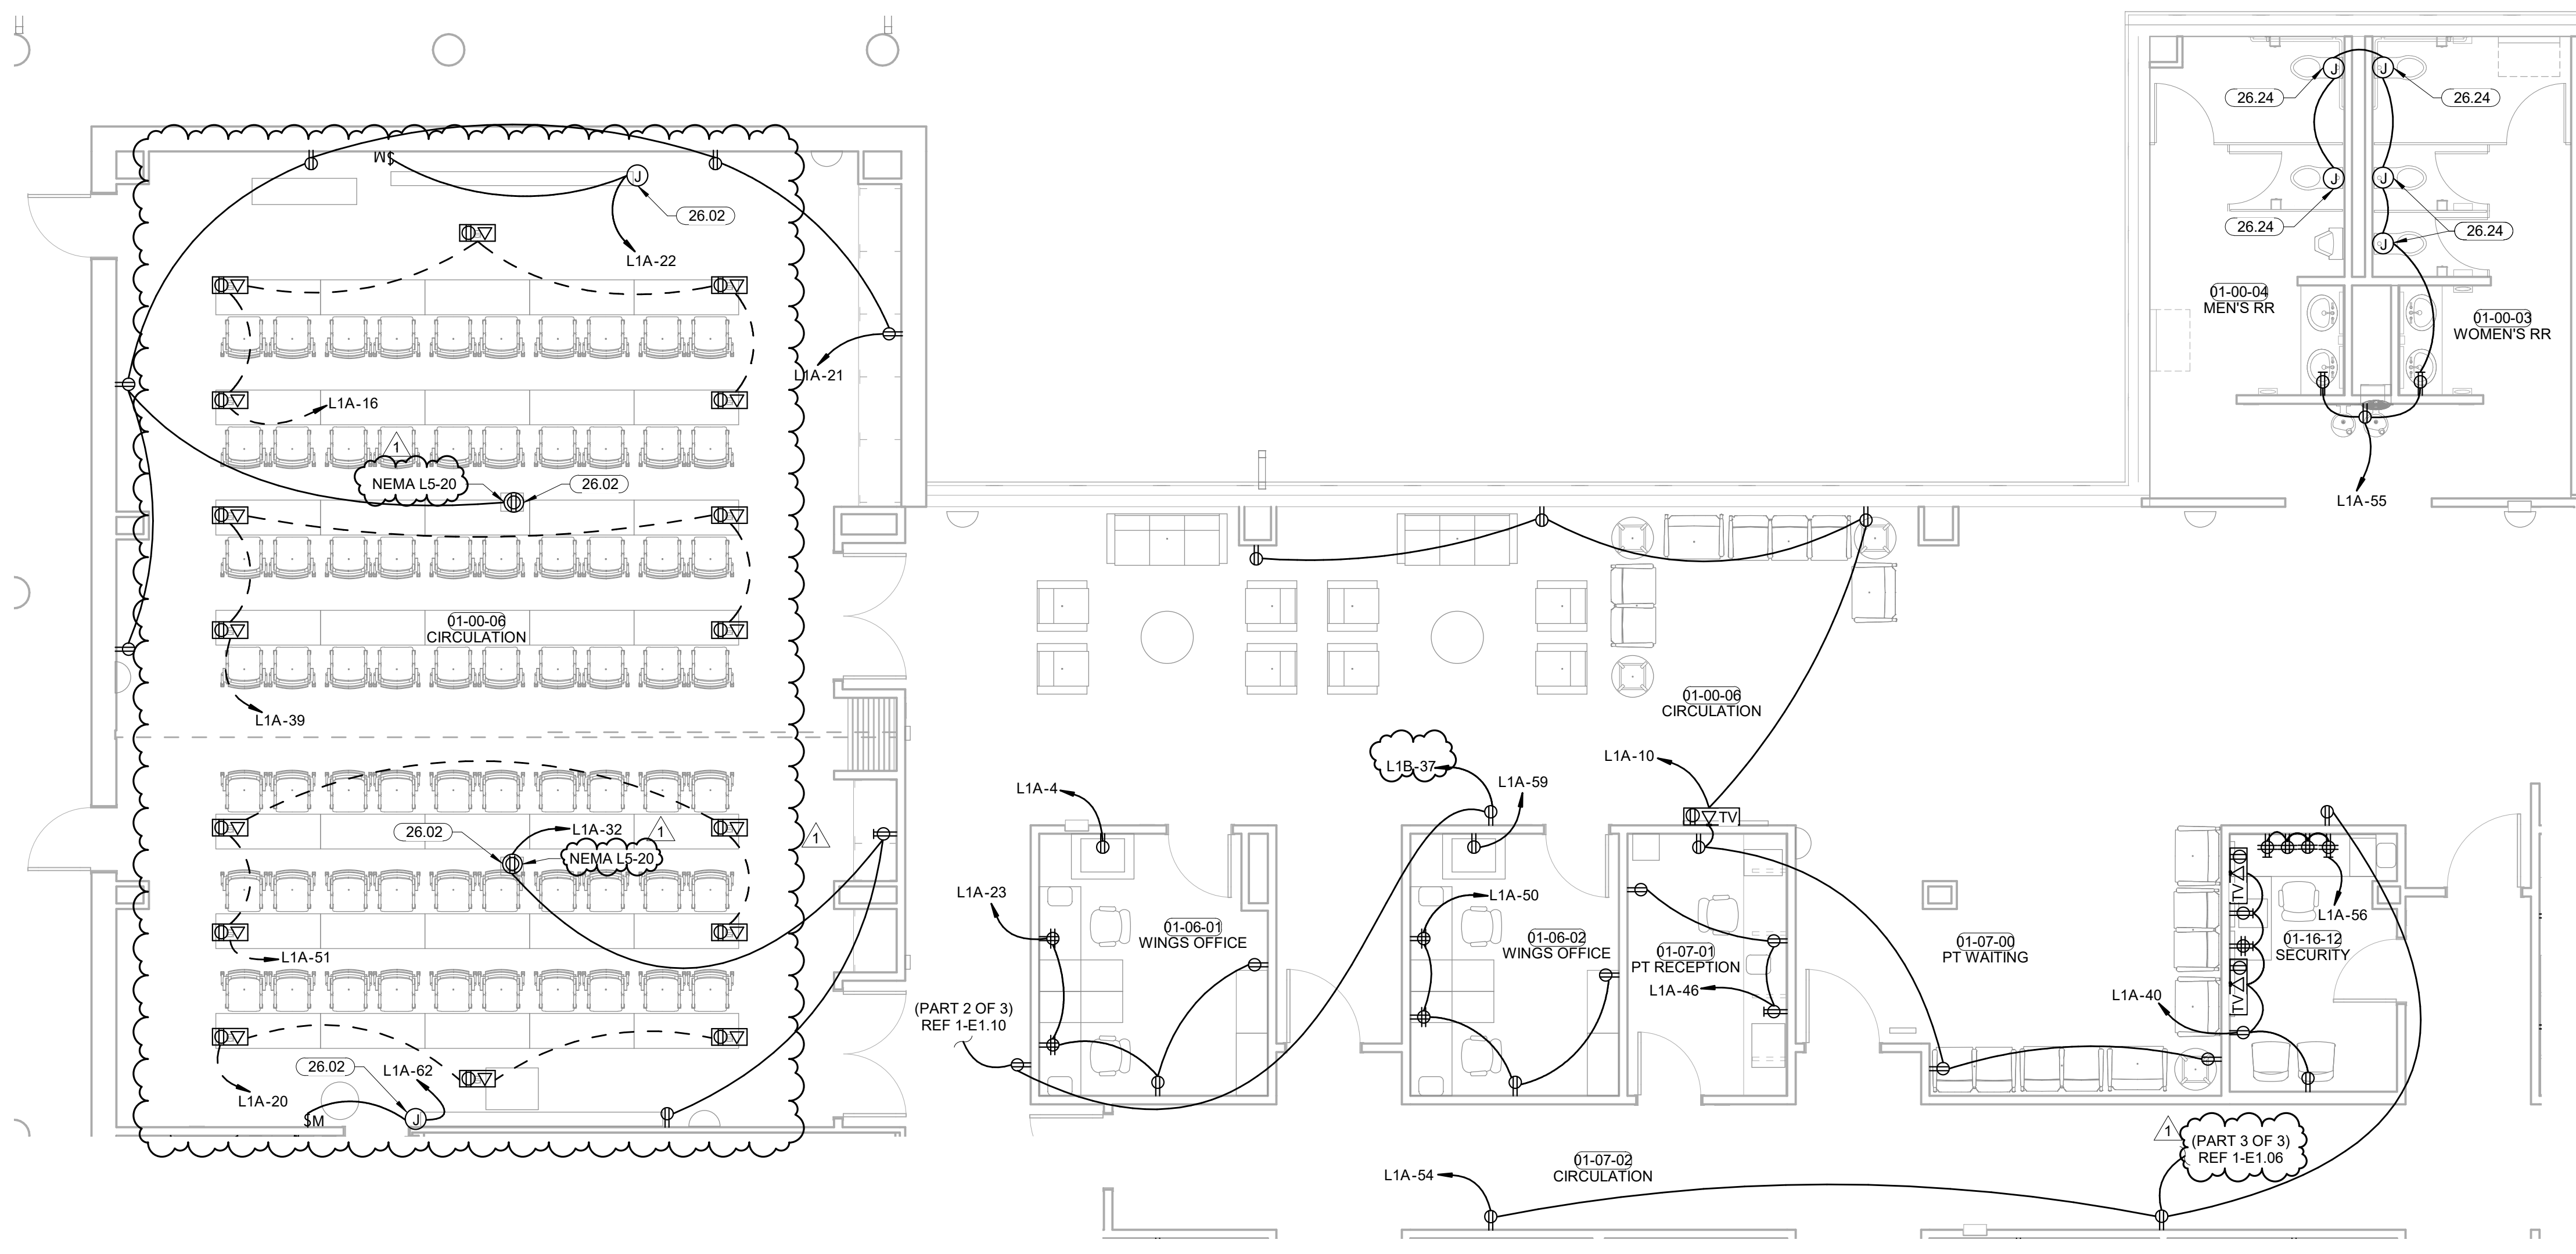 $M
J
26.02
L1A-22
L1A-21
L1A-16
1
NEMA L5-20
26.02
01-00-06
CIRCULATION
L1A-39
26.02
L1A-32
1
NEMA L5-20
1
L1A-51
L1A-20
26.02
L1A-62
$M
J
J
J
26.24
26.24
J
J
26.24
26.24
J
01-00-04
MEN'S RR
01-00-03
WOMEN'S RR
L1A-55
01-00-06
CIRCULATION
L1A-4
L1B-37
L1A-59
L1A-10
TV
L1A-23
01-06-01
WINGS OFFICE
L1A-50
01-06-02
WINGS OFFICE
01-07-01
PT RECEPTION
L1A-46
(PART 2 OF 3)
REF 1-E1.10
01-07-00
PT WAITING
TV
TV
L1A-56
01-16-12
SECURITY
L1A-40
1
(PART 3 OF 3)
REF 1-E1.06
01-07-02
CIRCULATION
L1A-54